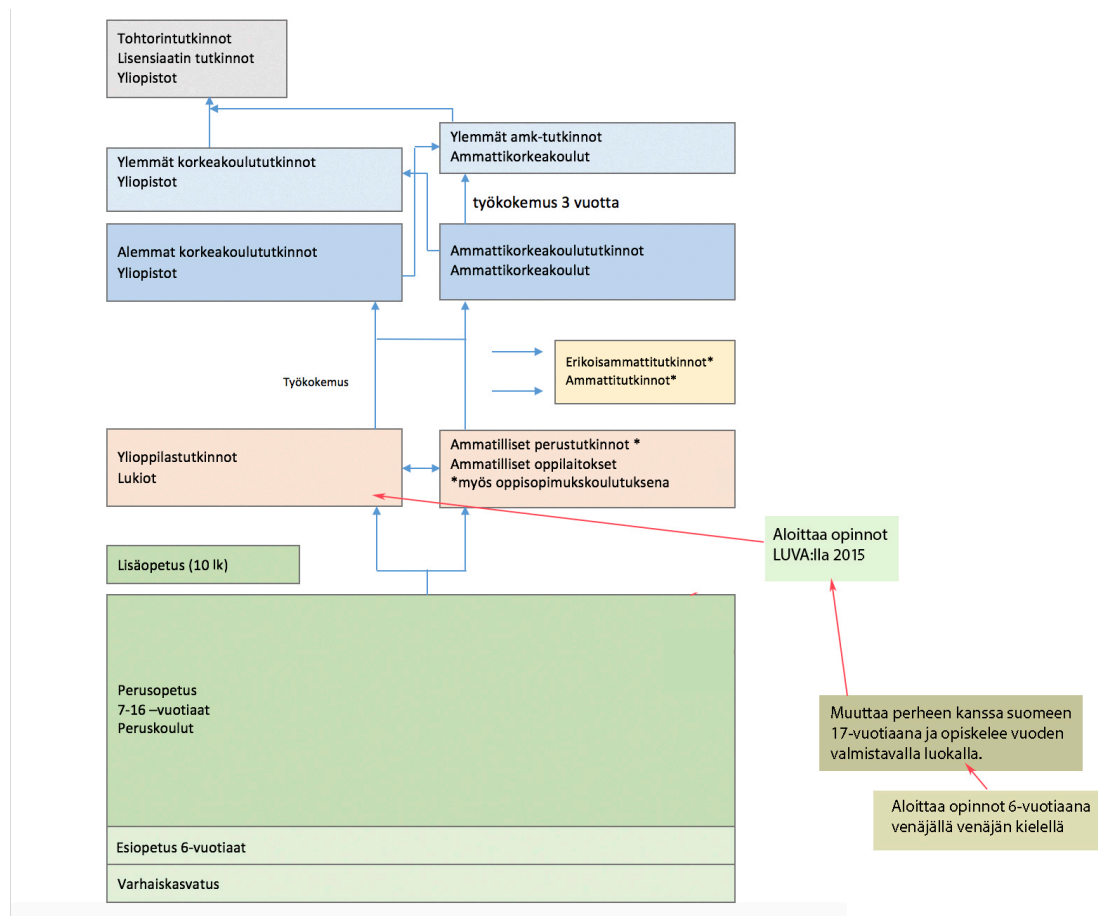 Tohtorintutkinnot
Lisensiaatin tutkinnot
Yliopistot
Ylemmät amk-tutkinnot
Ammattikorkeakoulut
Ylemmät korkeakoulututkinnot
Yliopistot
työkokemus 3 vuotta
Alemmat korkeakoulututkinnot
Yliopistot
Ammattikorkeakoulututkinnot
Ammattikorkeakoulut
Erikoisammattitutkinnot*
Ammattitutkinnot*
Työkokemus
Ylioppilastutkinnot
Lukiot
Ammatilliset perustutkinnot *
Ammatilliset oppilaitokset
*myös oppisopimukskoulutuksena
Aloittaa opinnot
LUVA:lla 2015
Lisäopetus (10 lk)
Perusopetus
7-16 –vuotiaat
Peruskoulut
Muuttaa perheen kanssa suomeen
17-vuotiaana ja opiskelee vuoden
valmistavalla luokalla.
Aloittaa opinnot 6-vuotiaana
venäjällä venäjän kielellä
Esiopetus 6-vuotiaat
Varhaiskasvatus